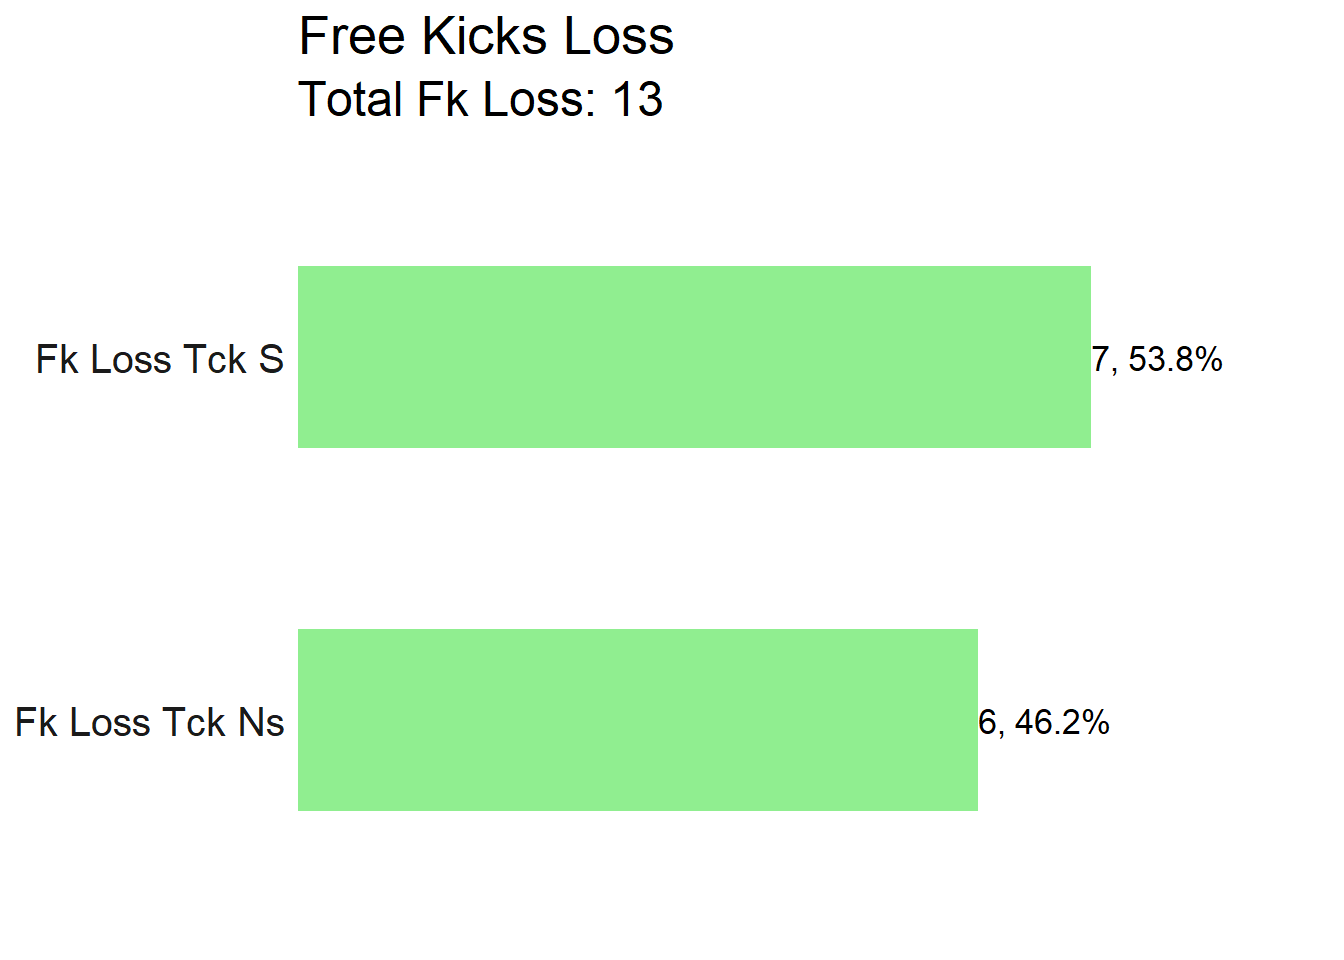 Free Kicks Loss
Total Fk Loss: 13
Fk Loss Tck S
7, 53.8%
Fk Loss Tck Ns
6, 46.2%